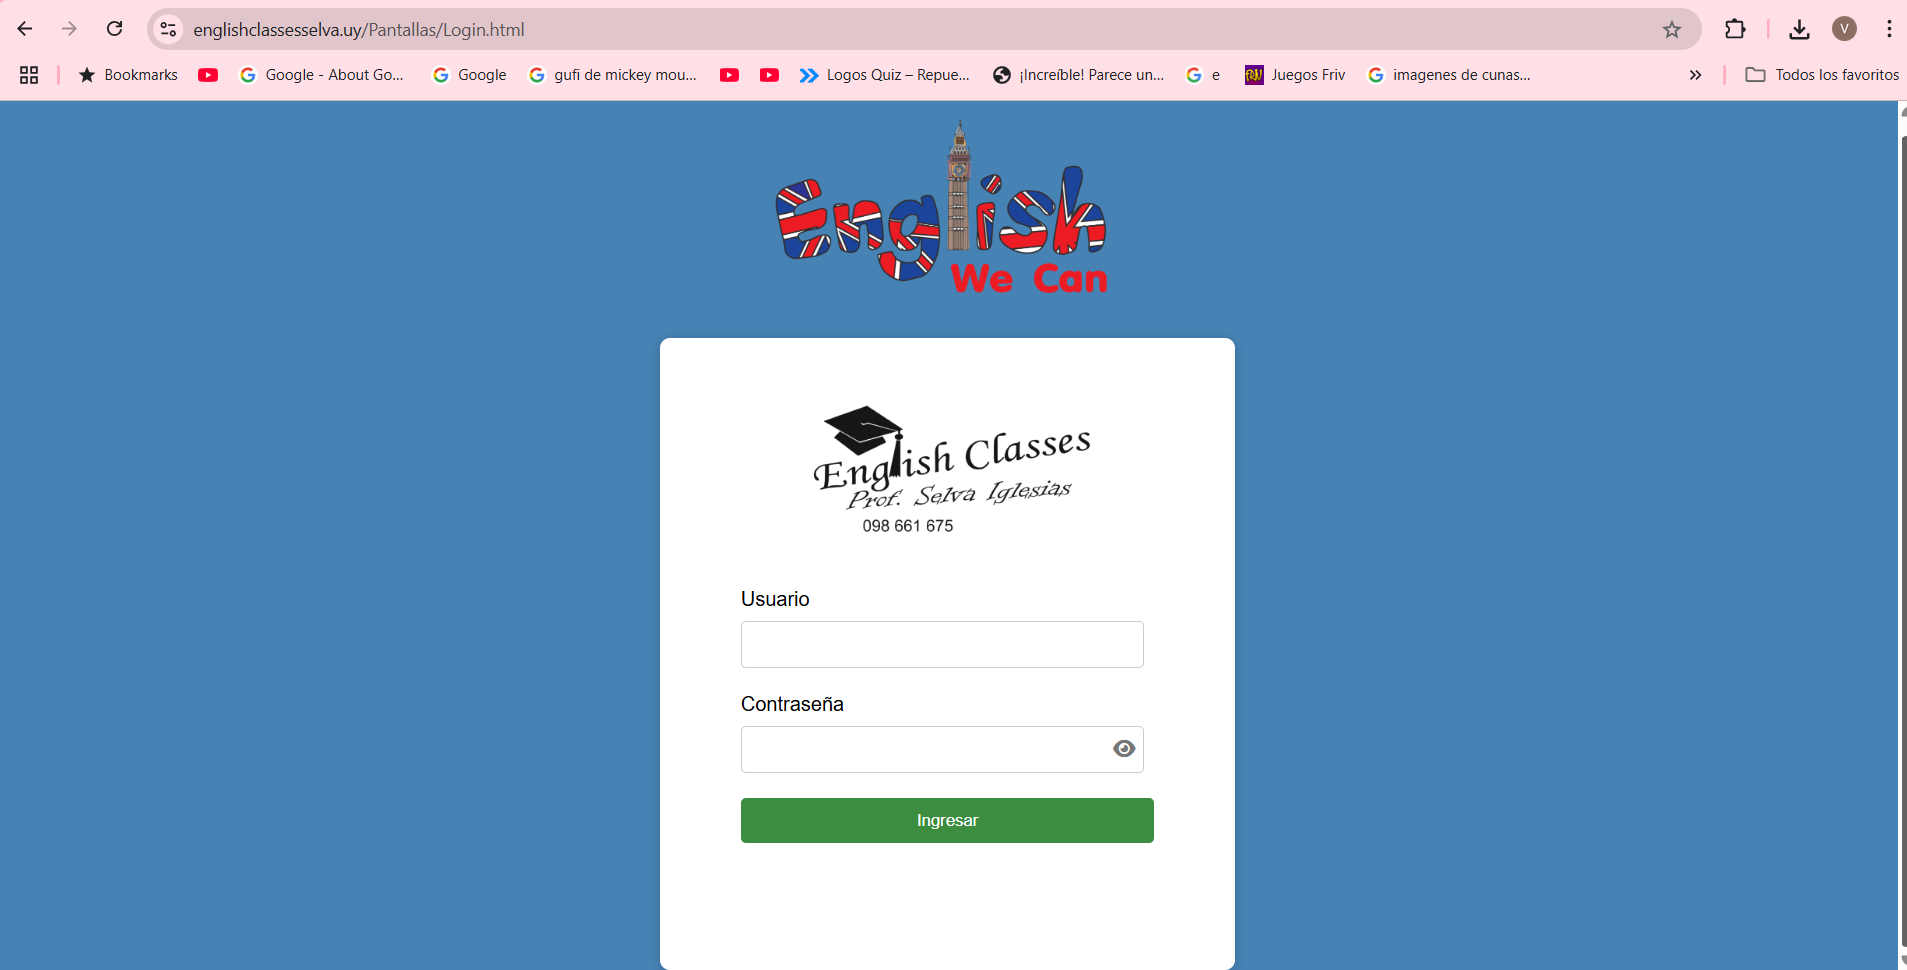 englishclassesselva.uy/Pantallas/Login.html
V
Bookmarks
Google - About Go...
Google
gufi de mickey mou...
Logos Quiz – Repue...
¡Increíble! Parece un...
e
FRIV
Juegos Friv
imagenes de cunas...
»
Todos los favoritos
English
We Can
English Classes
Prof. Selva Iglesias
098 661 675
Usuario
Contraseña
Ingresar